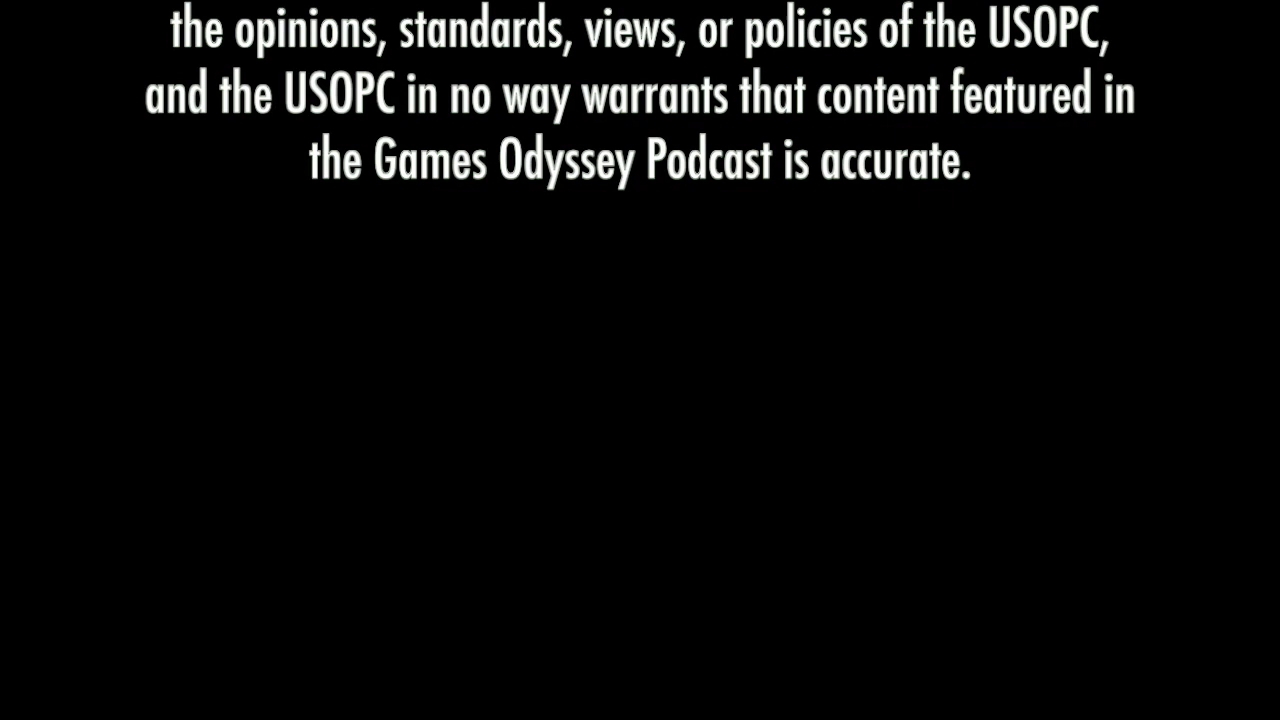 the opinions, standards, views, or policies of the USOPC,
and the USOPC in no way warrants that content featured in
the Games Odyssey Podcast is accurate.